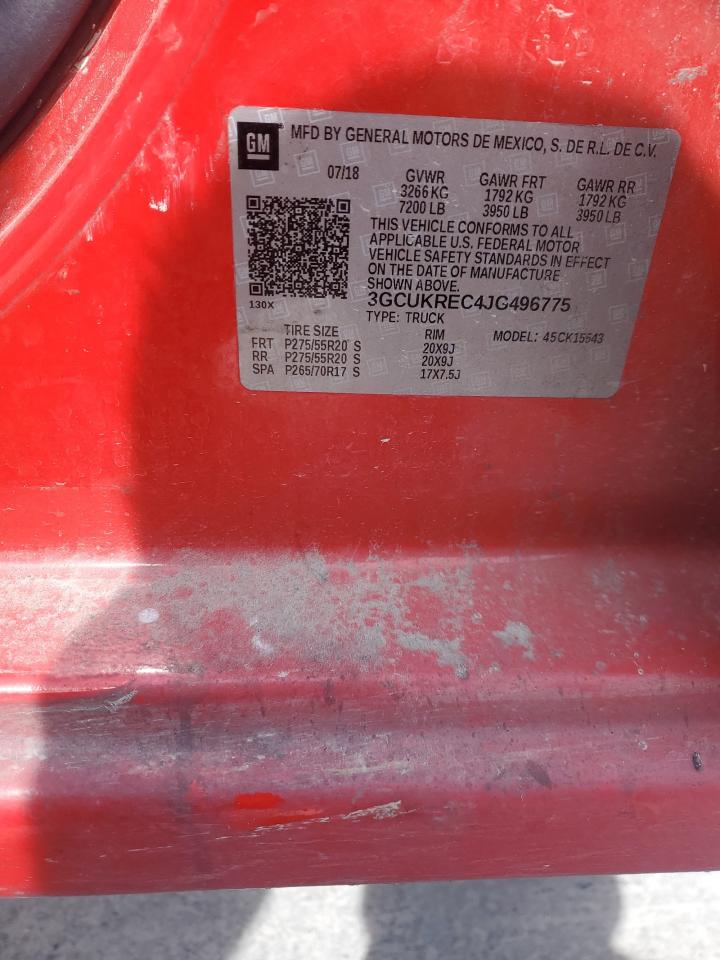 GM MFD BY GENERAL MOTORS DE MEXICO, S. DE R.L. DE C.V.
07/18 GVWR GAWR FRT GAWR RR
3266 KG 1792 KG 1792 KG
7200 LB 3950 LB 3950 LB
THIS VEHICLE CONFORMS TO ALL
APPLICABLE U.S. FEDERAL MOTOR
VEHICLE SAFETY STANDARDS IN EFFECT
ON THE DATE OF MANUFACTURE
SHOWN ABOVE.
130X 3GCUKREC4JG496775
TYPE: TRUCK
TIRE SIZE RIM MODEL: 45CK15543
FRT P275/55R20 S 20X9J
RR P275/55R20 S 20X9J
SPA P265/70R17 S 17X7.5J